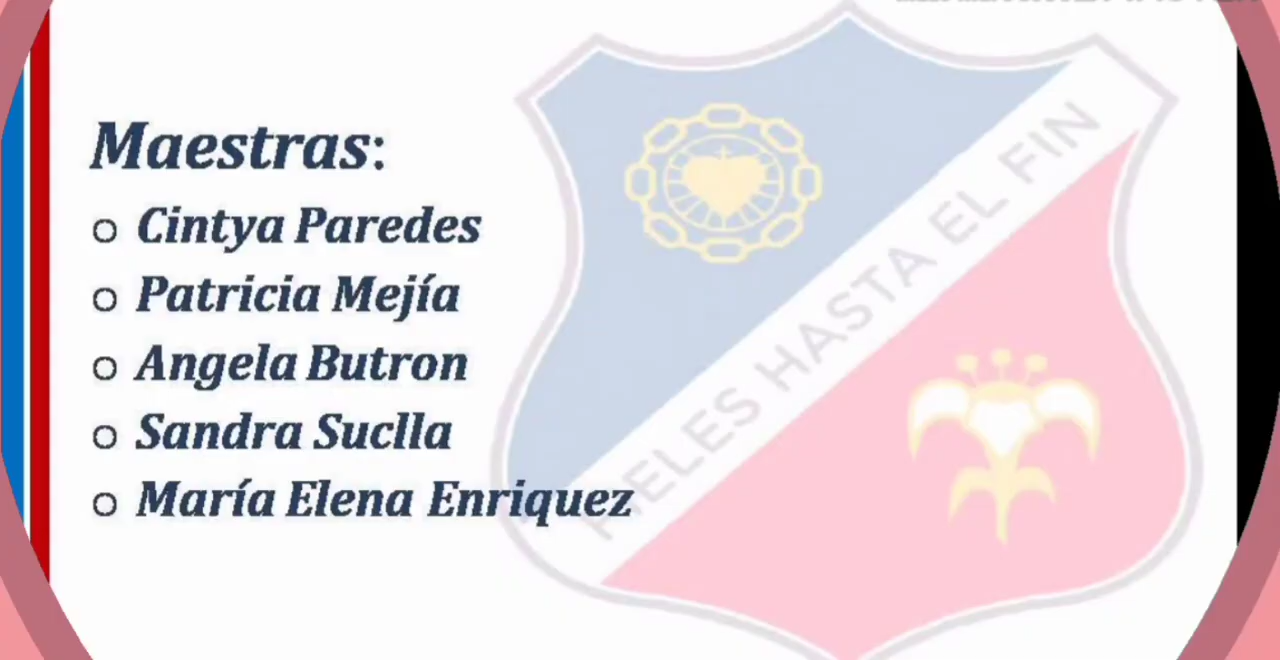 Maestras:
Cintya Paredes
Patricia Mejía
Angela Butron
Sandra Suclla
María Elena Enriquez
FIELES HASTA EL FIN